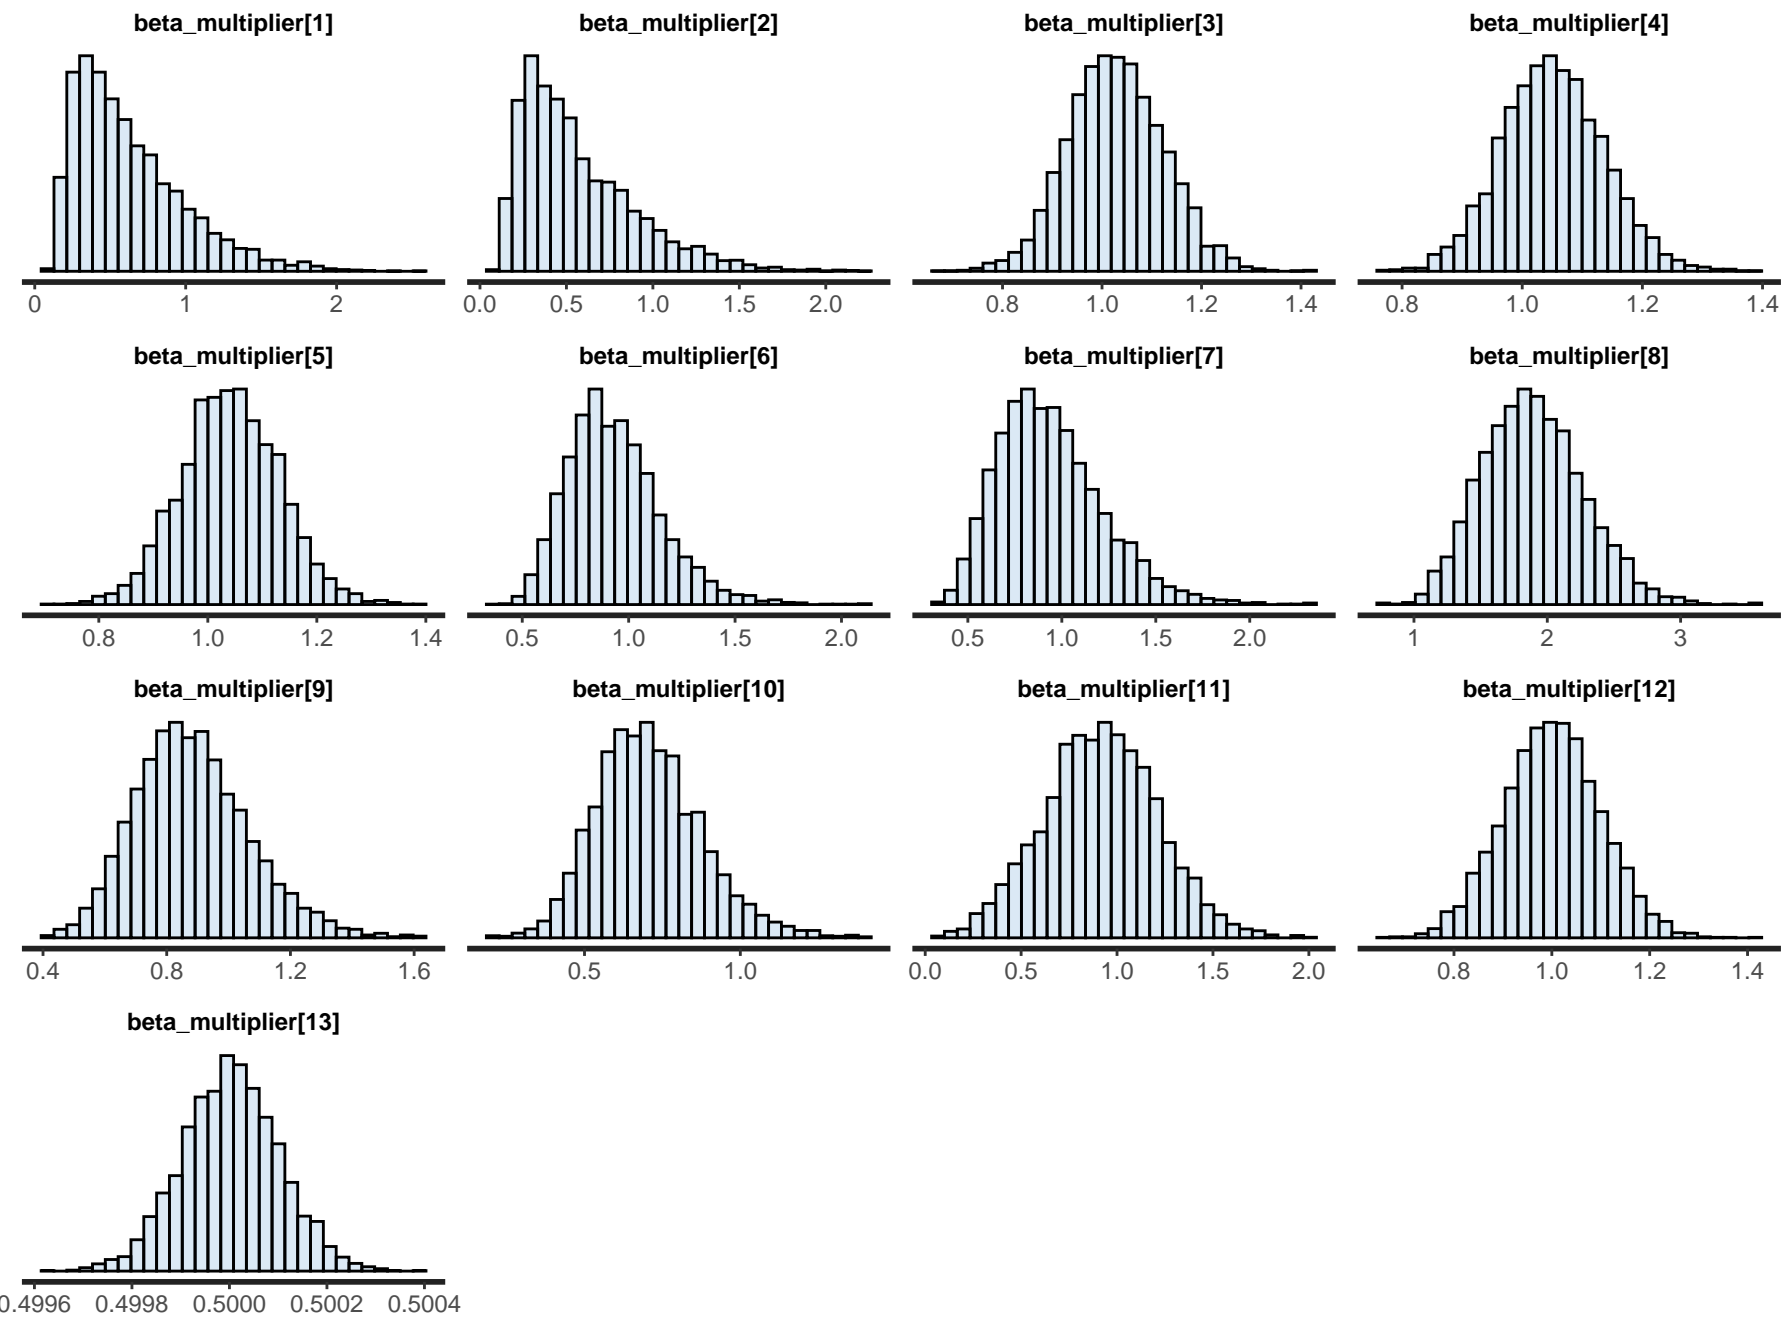 beta_multiplier[1] beta_multiplier[2] beta_multiplier[3] beta_multiplier[4]
0 1 2 0.0 0.5 1.0 1.5 2.0 0.8 1.0 1.2 1.4 0.8 1.0 1.2 1.4
beta_multiplier[5] beta_multiplier[6] beta_multiplier[7] beta_multiplier[8]
0.8 1.0 1.2 1.4 0.5 1.0 1.5 2.0 0.5 1.0 1.5 2.0 1 2 3
beta_multiplier[9] beta_multiplier[10] beta_multiplier[11] beta_multiplier[12]
0.4 0.8 1.2 1.6 0.5 1.0 0.0 0.5 1.0 1.5 2.0 0.8 1.0 1.2 1.4
beta_multiplier[13]
0.4996 0.4998 0.5000 0.5002 0.5004